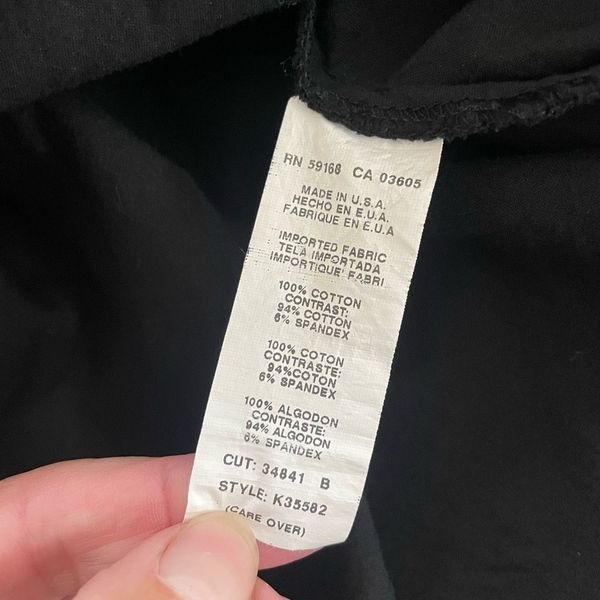 RN 59168 CA 03605
MADE IN U.S.A.
HECHO EN E.U.A.
FABRIQUE EN E.U.A
IMPORTED FABRIC
TELA IMPORTADA
IMPORTIQUE FABRI
100% COTTON
CONTRAST:
94% COTTON
6% SPANDEX
100% COTON
CONTRASTE:
94%COTON
6% SPANDEX
100% ALGODON
CONTRASTE:
94% ALGODON
6% SPANDEX
CUT: 34841 B
STYLE: K35582
(CARE OVER)